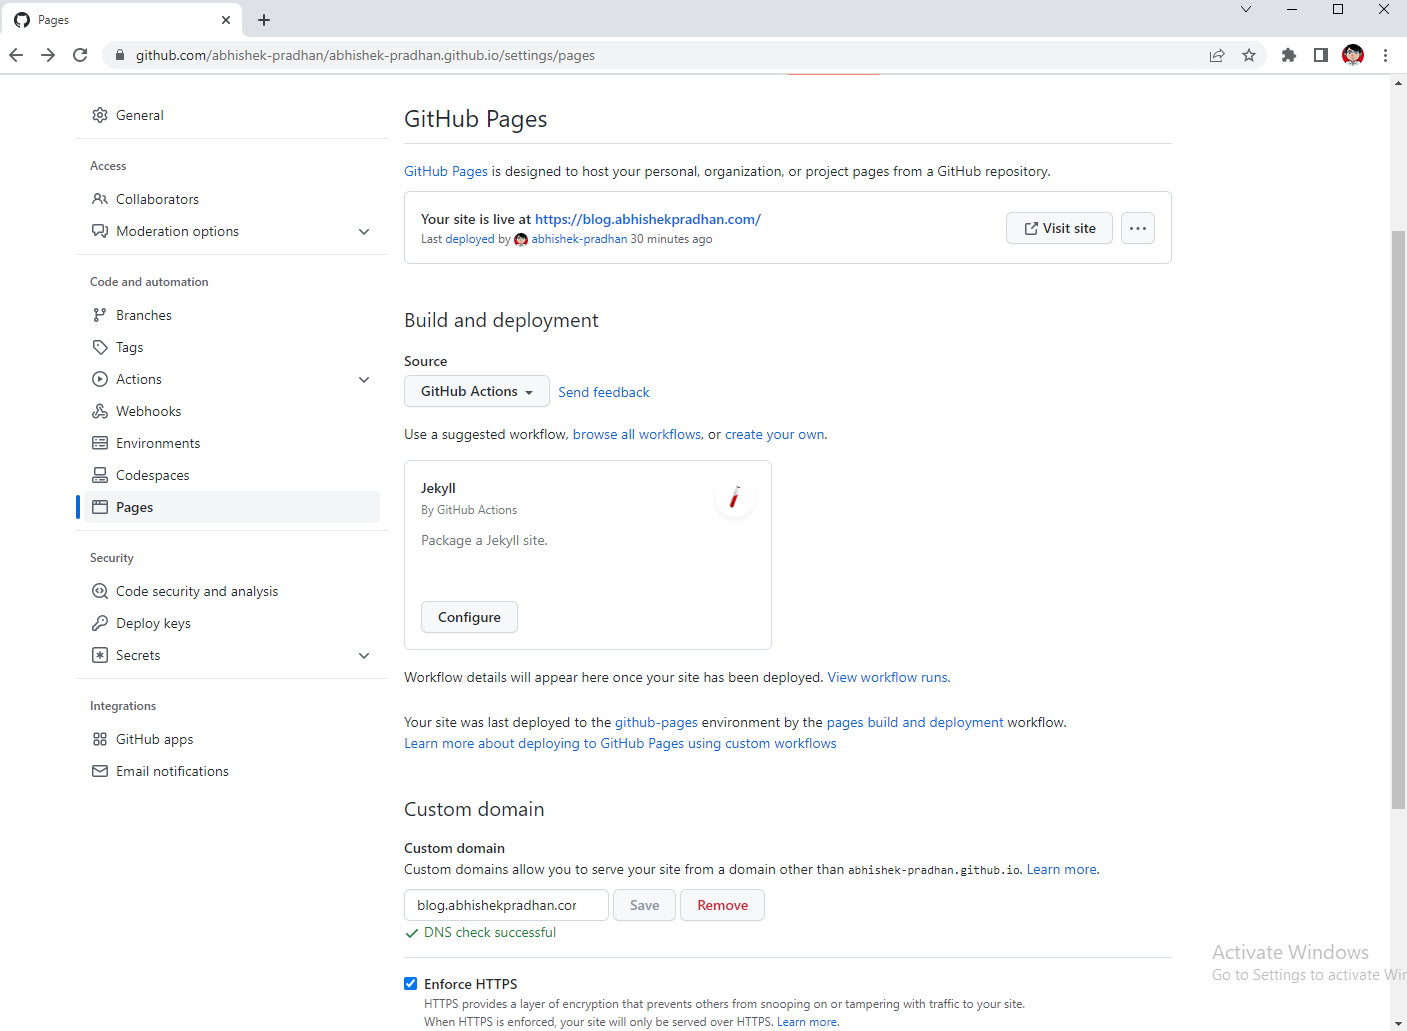 Pages
github.com/abhishek-pradhan/abhishek-pradhan.github.io/settings/pages
General
Access
Collaborators
Moderation options
Code and automation
Branches
Tags
Actions
Webhooks
Environments
Codespaces
Pages
Security
Code security and analysis
Deploy keys
Secrets
Integrations
GitHub apps
Email notifications
GitHub Pages
GitHub Pages is designed to host your personal, organization, or project pages from a GitHub repository.
Your site is live at https://blog.abhishekpradhan.com/
Last deployed by abhishek-pradhan 30 minutes ago
Visit site
Build and deployment
Source
GitHub Actions
Send feedback
Use a suggested workflow, browse all workflows, or create your own.
Jekyll
By GitHub Actions
Package a Jekyll site.
Configure
Workflow details will appear here once your site has been deployed. View workflow runs.
Your site was last deployed to the github-pages environment by the pages build and deployment workflow.
Learn more about deploying to GitHub Pages using custom workflows
Custom domain
Custom domain
Custom domains allow you to serve your site from a domain other than abhishek-pradhan.github.io. Learn more.
blog.abhishekpradhan.cor Save Remove
DNS check successful
Enforce HTTPS
HTTPS provides a layer of encryption that prevents others from snooping on or tampering with traffic to your site.
When HTTPS is enforced, your site will only be served over HTTPS. Learn more.
Activate Windows
Go to Settings to activate Wi